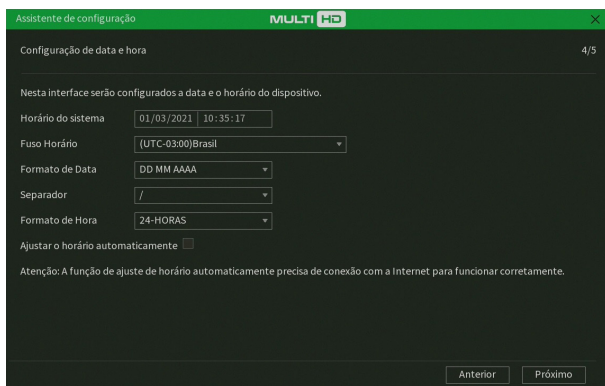 Assistente de configuração
MULTI HD
Configuração de data e hora
4/5
Nesta interface serão configurados a data e o horário do dispositivo.
Horário do sistema 01/03/2021 10:35:17
Fuso Horário (UTC-03:00)Brasil
Formato de Data DD MM AAAA
Separador /
Formato de Hora 24-HORAS
Ajustar o horário automaticamente
Atenção: A função de ajuste de horário automaticamente precisa de conexão com a Internet para funcionar corretamente.
Anterior Próximo